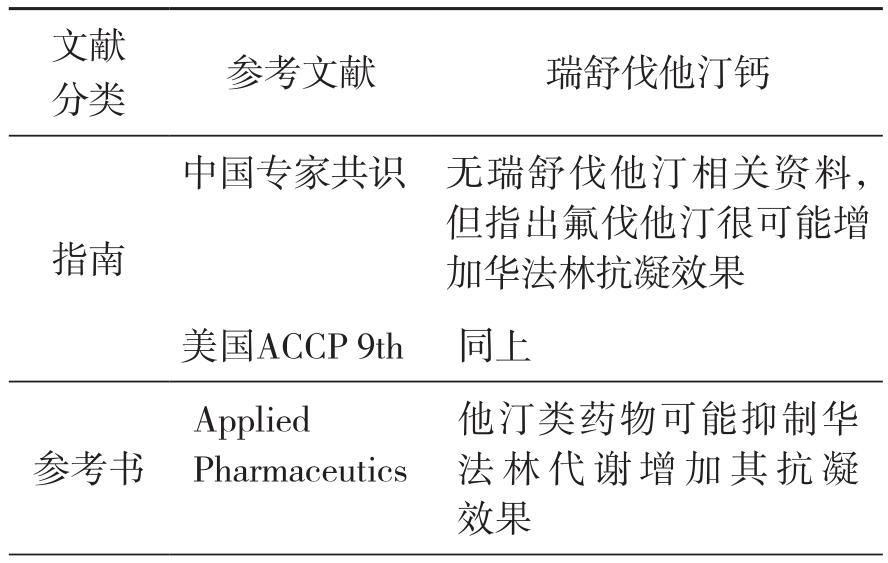 文献
分类
参考文献
瑞舒伐他汀钙
指南
中国专家共识
无瑞舒伐他汀相关资料，
但指出氟伐他汀很可能增
加华法林抗凝效果
美国ACCP 9th
同上
参考书
Applied
Pharmaceutics
他汀类药物可能抑制华
法林代谢增加其抗凝
效果